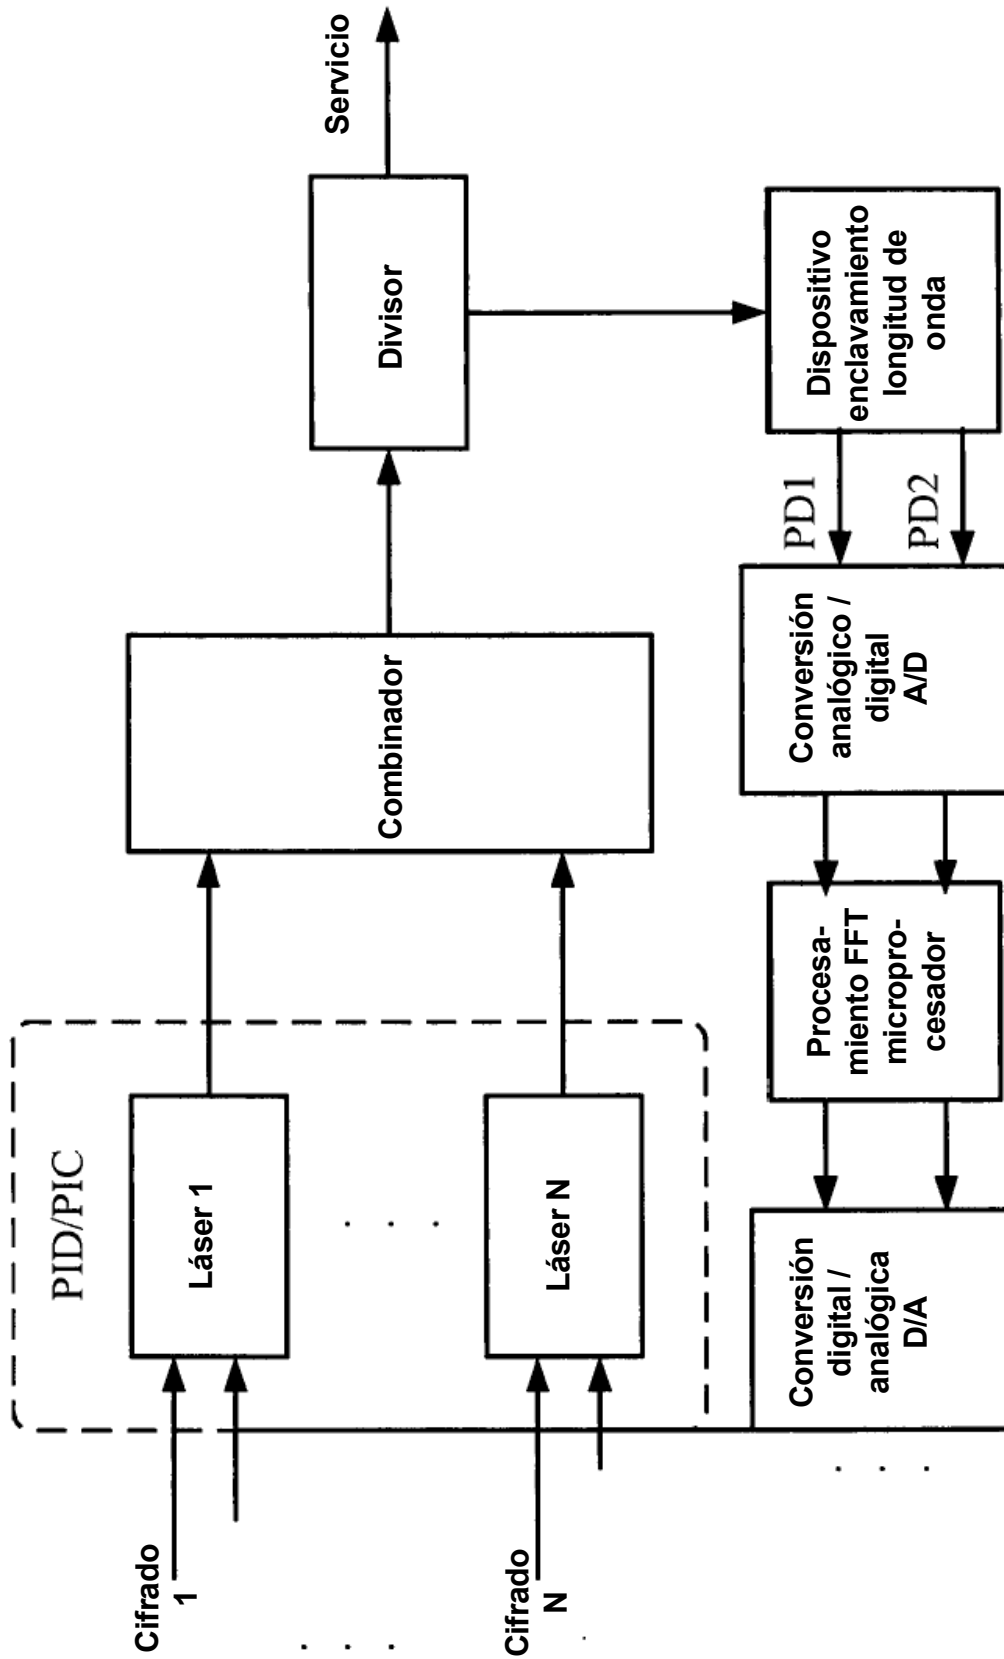 PID/PIC
Cifrado
1
Láser 1
Cifrado
N
Láser N
Combinador
Divisor
Servicio
Conversión
digital /
analógica
D/A
Procesa-
miento FFT
micropro-
cesador
Conversión
analógico /
digital
A/D
PD1
PD2
Dispositivo
enclavamiento
longitud de
onda